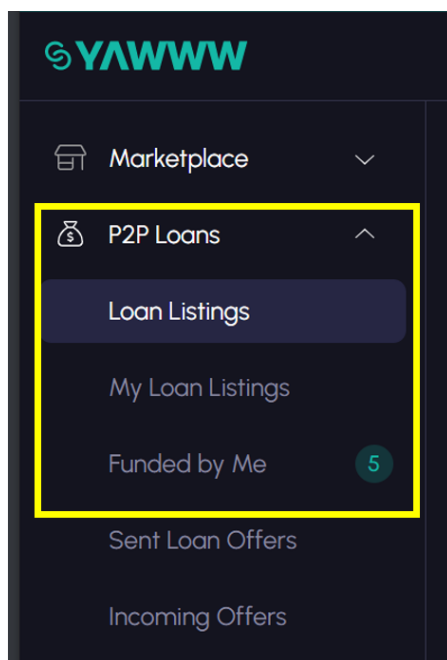 YAWWW
Marketplace
P2P Loans
Loan Listings
My Loan Listings
Funded by Me 5
Sent Loan Offers
Incoming Offers